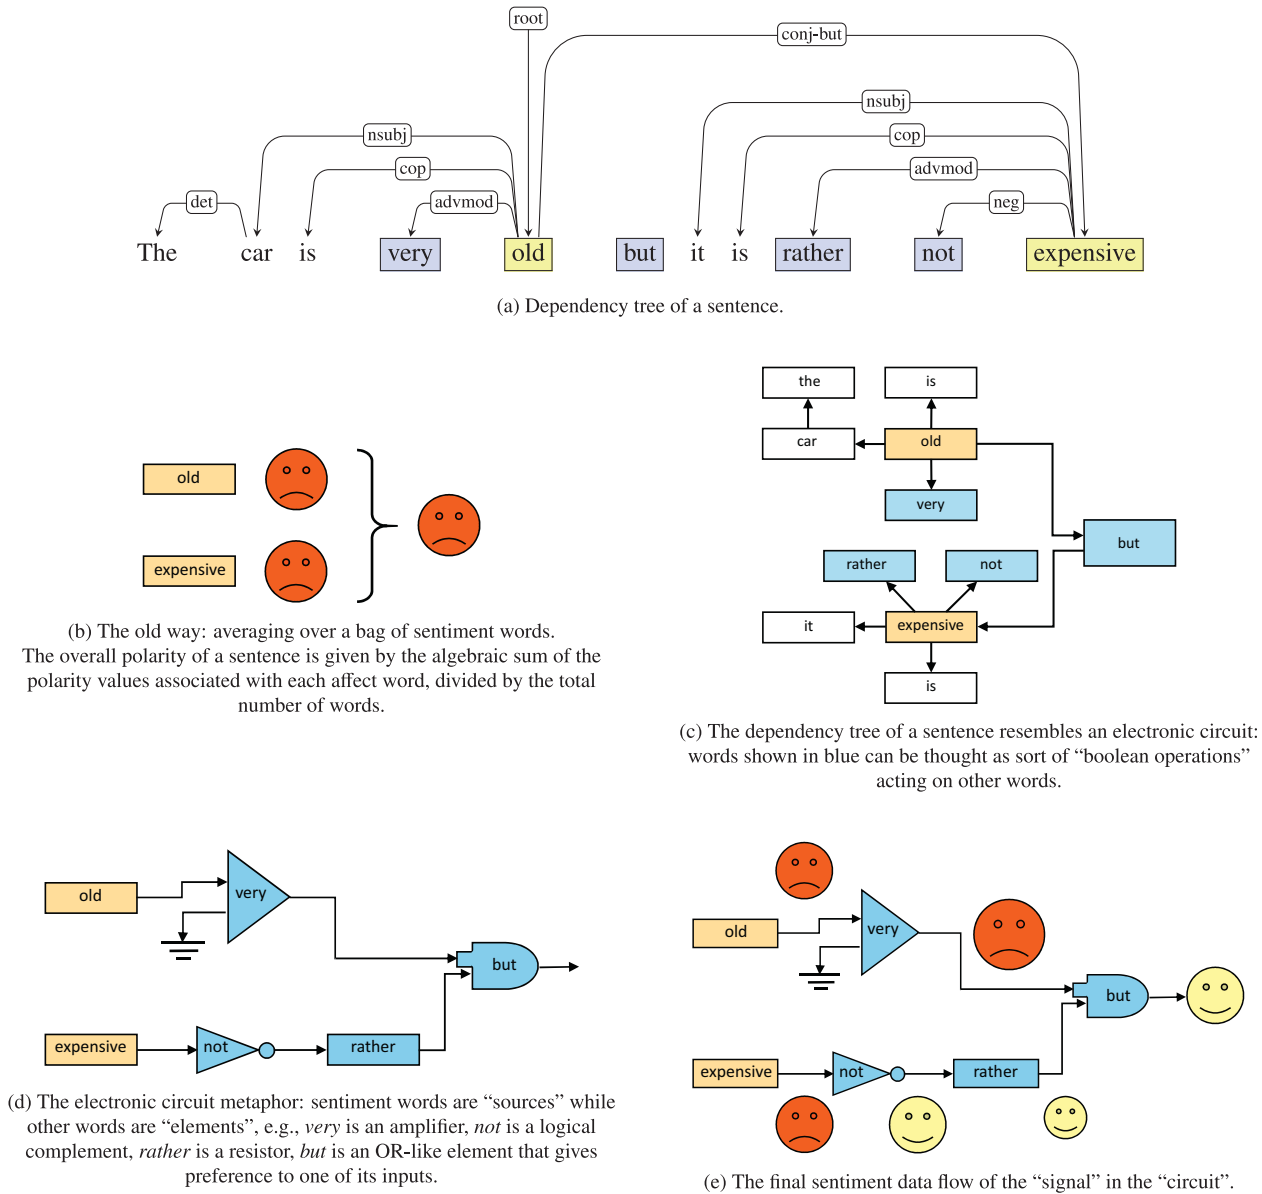 root
conj-but
nsubj
nsubj
cop
cop
advmod
advmod
det
neg
The car is very old but it is rather not expensive
(a) Dependency tree of a sentence.
old
expensive
(b) The old way: averaging over a bag of sentiment words.
The overall polarity of a sentence is given by the algebraic sum of the
polarity values associated with each affect word, divided by the total
number of words.
the
is
car
old
very
but
rather
not
it
expensive
is
(c) The dependency tree of a sentence resembles an electronic circuit:
words shown in blue can be thought as sort of “boolean operations”
acting on other words.
old
very
but
expensive
not
rather
(d) The electronic circuit metaphor: sentiment words are “sources” while
other words are “elements”, e.g., very is an amplifier, not is a logical
complement, rather is a resistor, but is an OR-like element that gives
preference to one of its inputs.
old
very
but
expensive
not
rather
(e) The final sentiment data flow of the “signal” in the “circuit”.